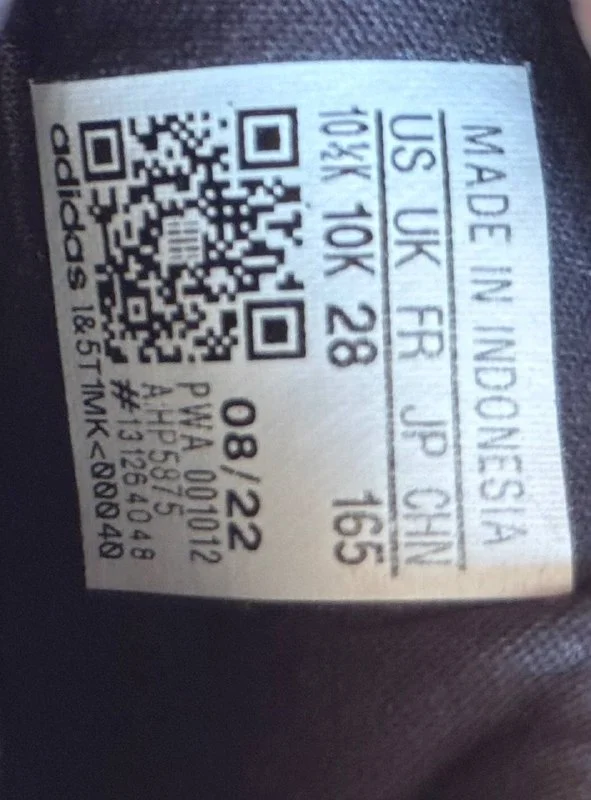 MADE IN INDONESIA
US UK FR JP CHN
10½K 10K 28 165
08/22
PWA 001012
A.HP5875
#131264048
adidas 1&5T1MK<00040